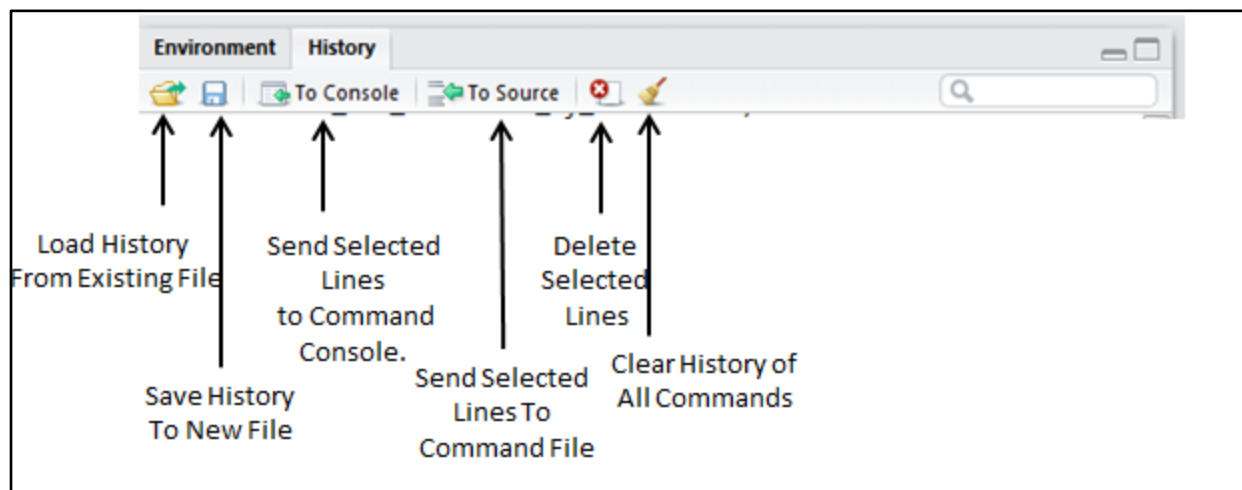 Environment History
To Console To Source
Load History
From Existing File
Send Selected
Lines
to Command
Console.
Delete
Selected
Lines
Save History
To New File
Send Selected
Lines To
Command File
Clear History of
All Commands